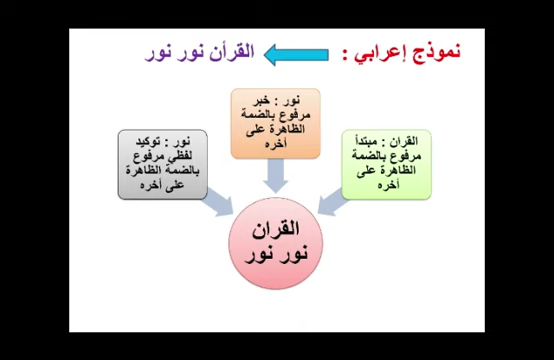 نموذج إعرابي : القرأن نور نور
القران : مبتدأ
مرفوع بالضمة
الظاهرة على
أخره
نور : خبر
مرفوع بالضمة
الظاهرة على
أخره
نور : توكيد
لفظي مرفوع
بالضمة الظاهرة
على أخره
القران
نور نور